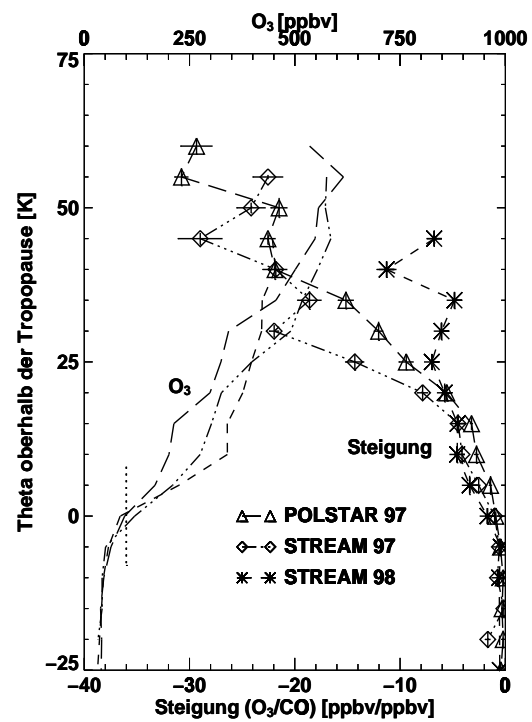 O₃ [ppbv]
0 250 500 750 1000
75
50
25
0
−25
Theta oberhalb der Tropopause [K]
O₃
Steigung
POLSTAR 97
STREAM 97
STREAM 98
−40 −30 −20 −10 0
Steigung (O₃/CO) [ppbv/ppbv]